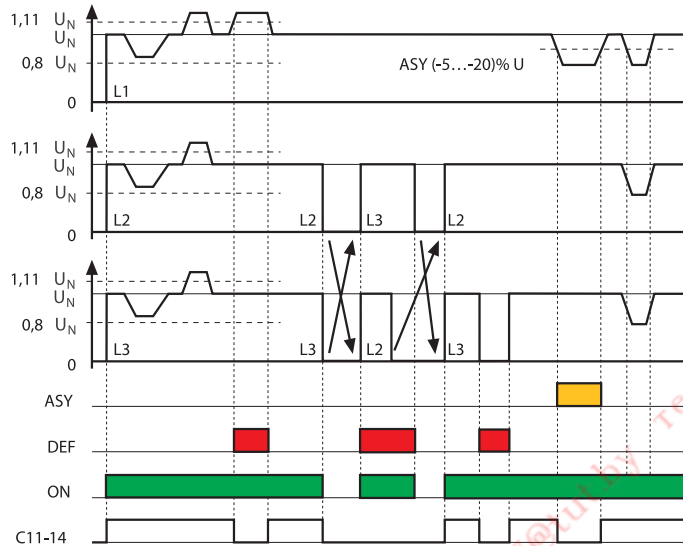 1,11 U_N
U_N
0,8 U_N
0
L1
ASY (-5...-20)% U
1,11 U_N
U_N
0,8 U_N
0
L2
L2
L3
L2
1,11 U_N
U_N
0,8 U_N
0
L3
L3
L2
L3
ASY
DEF
ON
C11-14